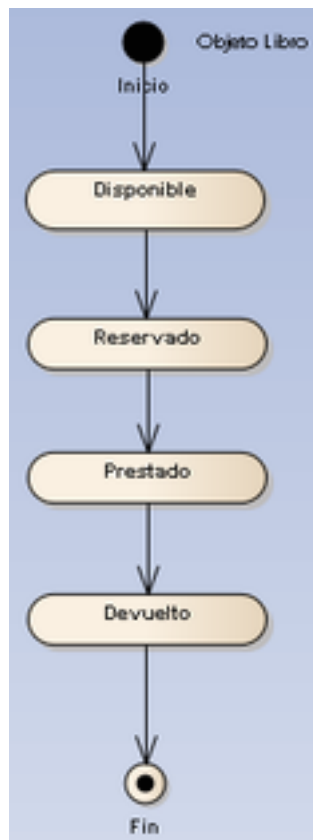 Objeto Libro
Inicio
Disponible
Reservado
Prestado
Devuelto
Fin